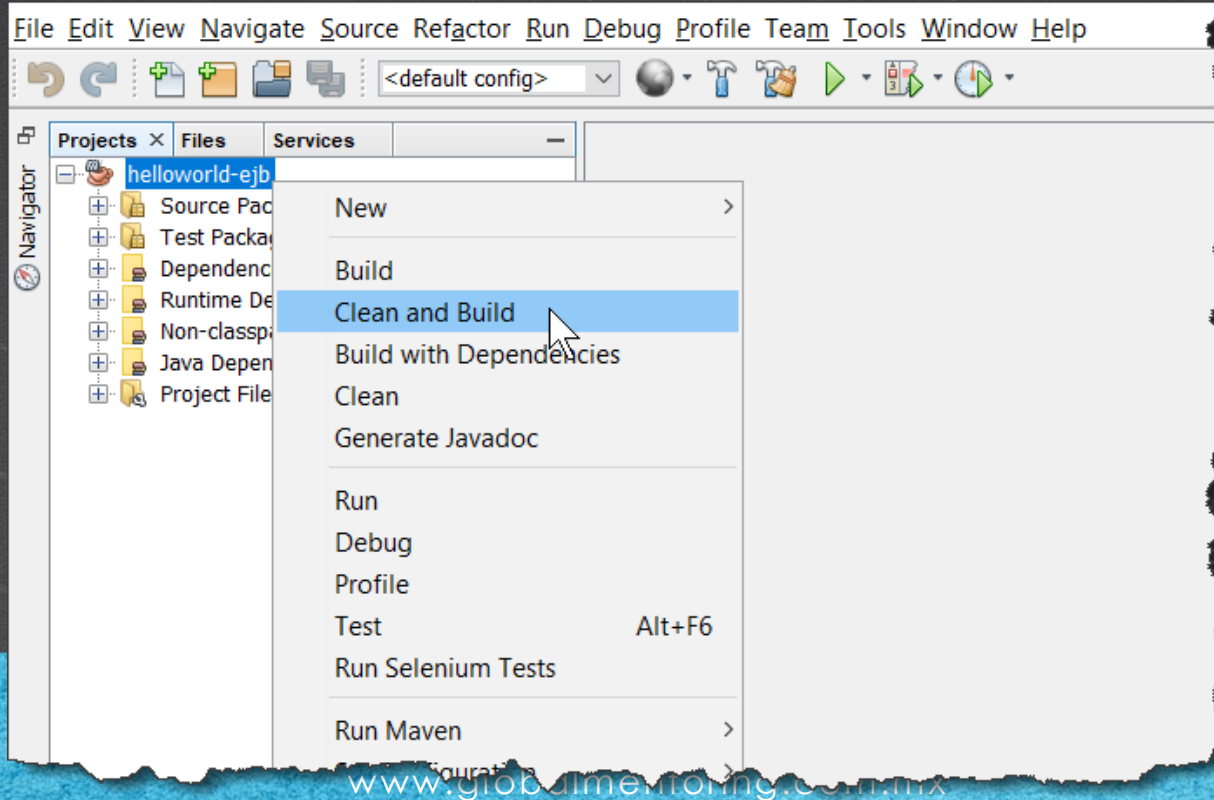 File Edit View Navigate Source Refactor Run Debug Profile Team Tools Window Help
<default config>
Projects Files Services
Navigator
helloworld-ejb
Source Pac
Test Packag
Dependenc
Runtime De
Non-classpa
Java Depen
Project File
New
Build
Clean and Build
Build with Dependencies
Clean
Generate Javadoc
Run
Debug
Profile
Test Alt+F6
Run Selenium Tests
Run Maven
www.globalmentoring.com.mx